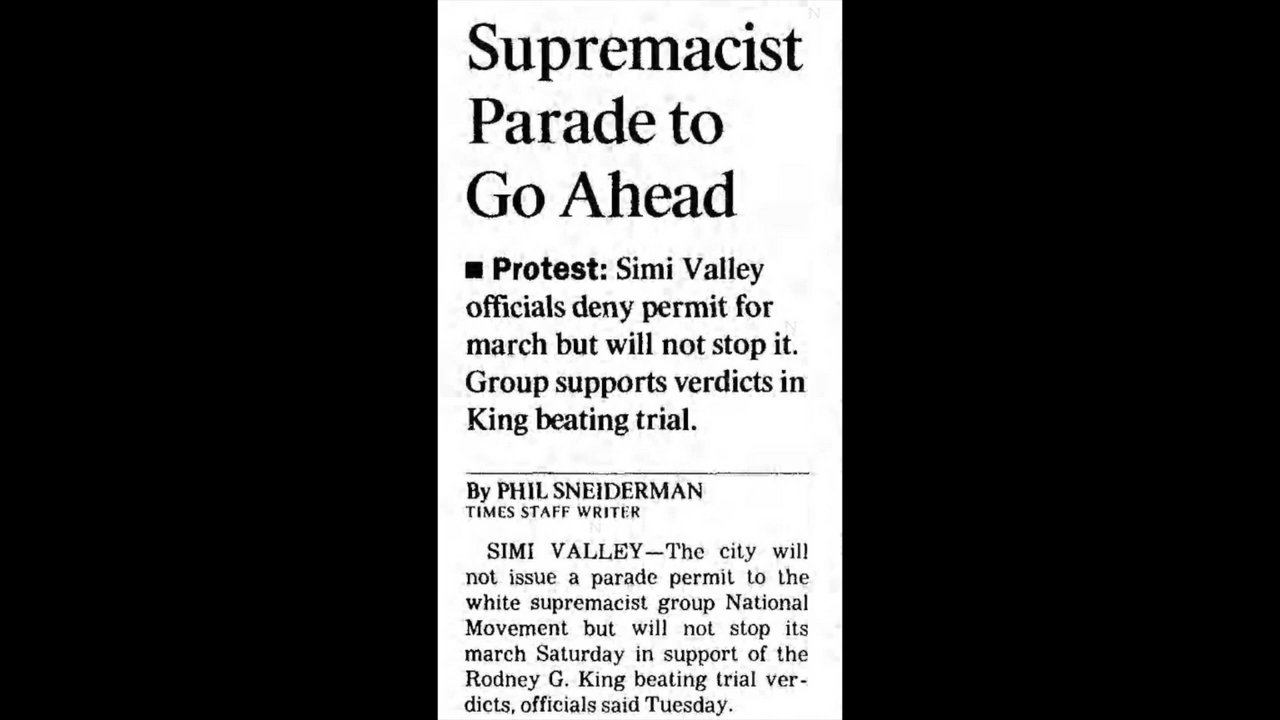 Supremacist
Parade to
Go Ahead
■ Protest: Simi Valley
officials deny permit for
march but will not stop it.
Group supports verdicts in
King beating trial.
By PHIL SNEIDERMAN
TIMES STAFF WRITER
SIMI VALLEY—The city will
not issue a parade permit to the
white supremacist group National
Movement but will not stop its
march Saturday in support of the
Rodney G. King beating trial ver-
dicts, officials said Tuesday.